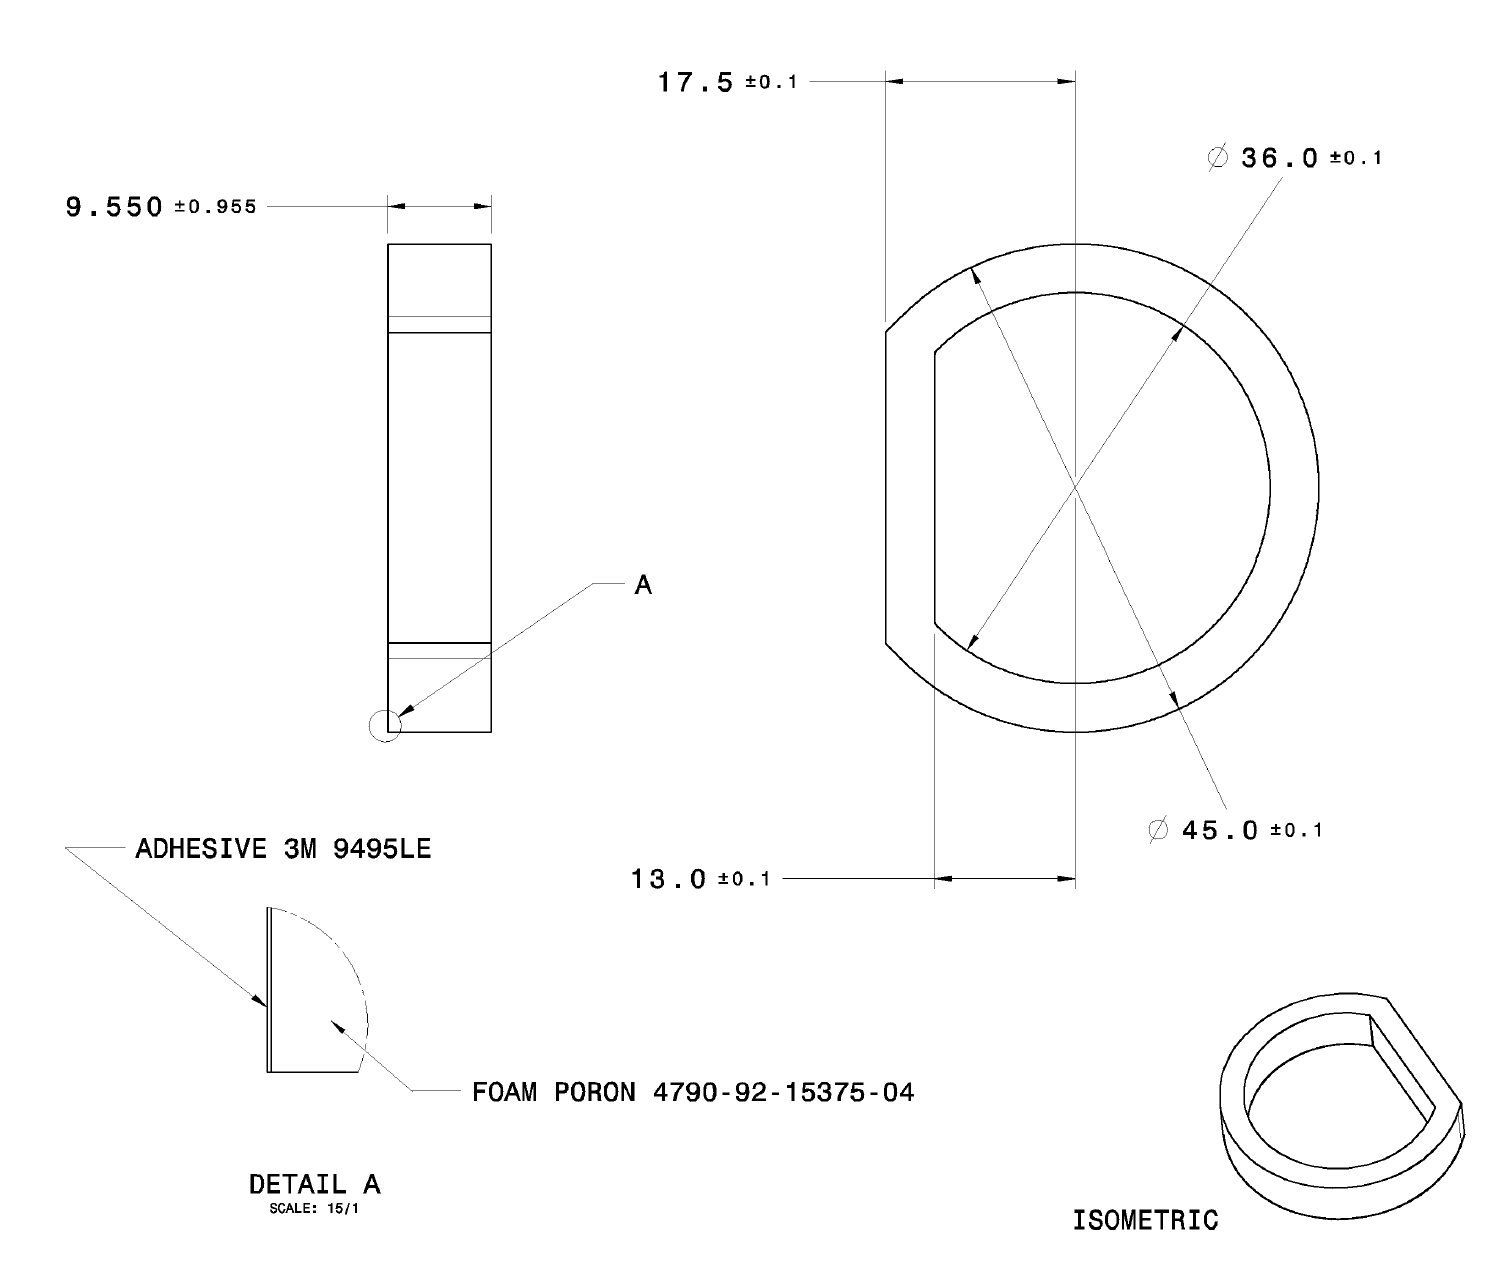 17.5 ±0.1
⌀ 36.0 ±0.1
9.550 ±0.955
A
⌀ 45.0 ±0.1
ADHESIVE 3M 9495LE
13.0 ±0.1
FOAM PORON 4790-92-15375-04
DETAIL A
SCALE: 15/1
ISOMETRIC